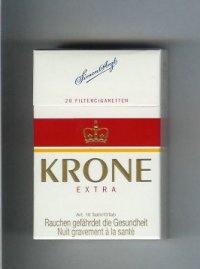 20 FILTERCIGARETTEN
KRONE
EXTRA
Rauchen gefährdet die Gesundheit
Nuit gravement à la santé